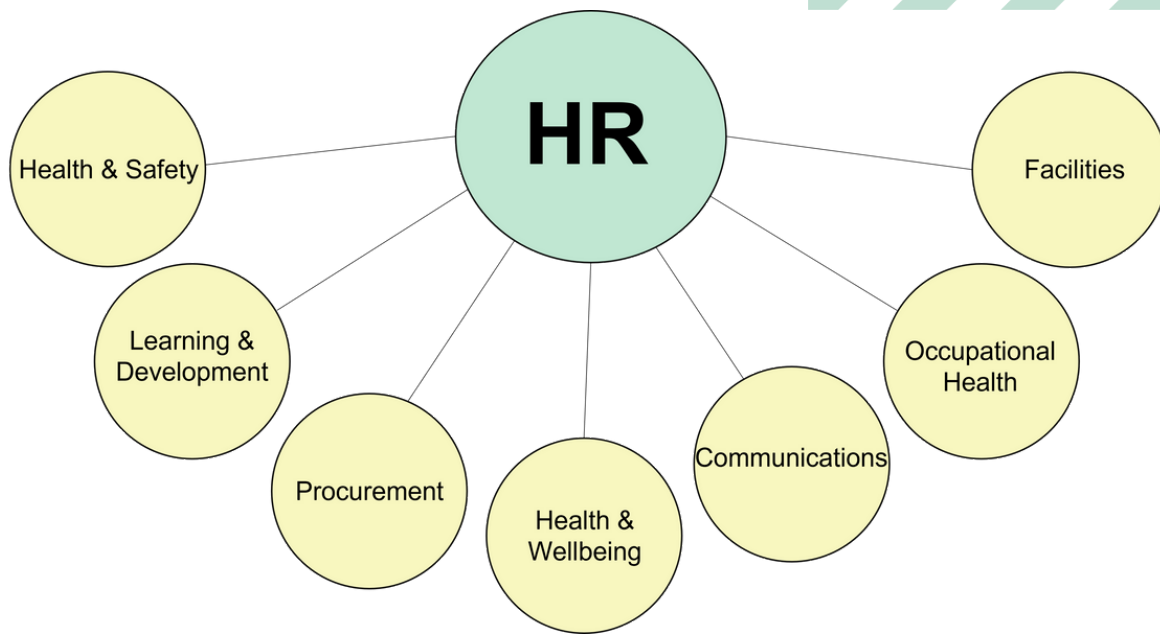 HR
Health & Safety
Learning &
Development
Procurement
Health &
Wellbeing
Communications
Occupational
Health
Facilities